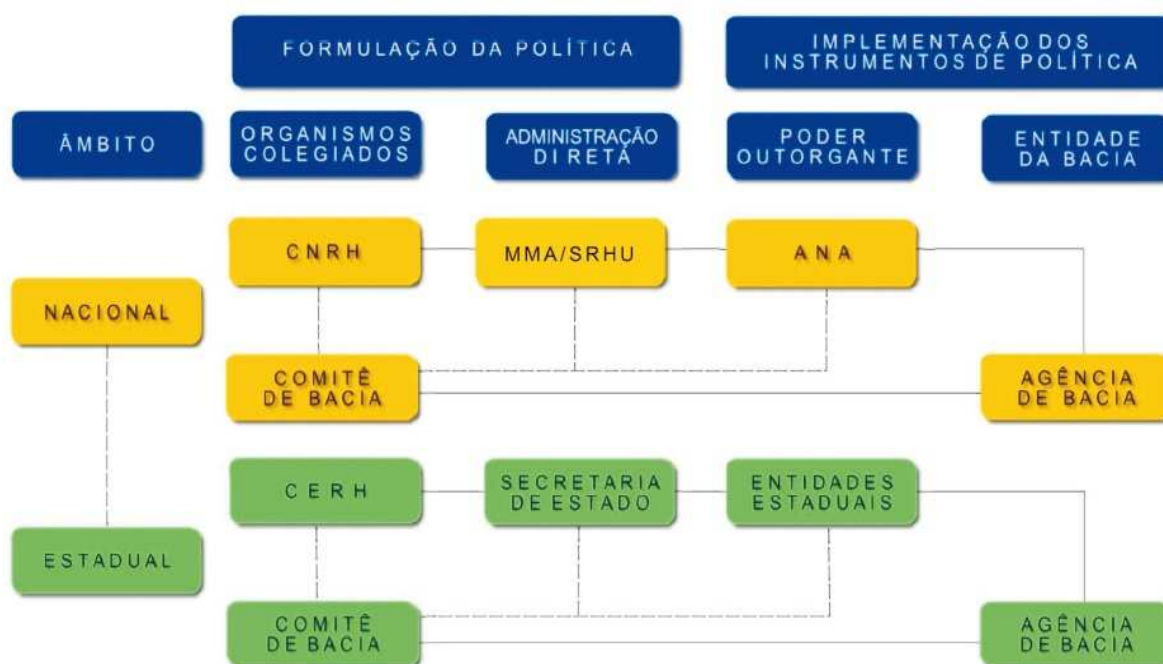 FORMULAÇÃO DA POLÍTICA
IMPLEMENTAÇÃO DOS
INSTRUMENTOS DE POLÍTICA
ÂMBITO
ORGANISMOS
COLEGIADOS
ADMINISTRAÇÃO
DIRETA
PODER
OUTORGANTE
ENTIDADE
DA BACIA
CNRH
MMA/SRHU
ANA
NACIONAL
COMITÊ
DE BACIA
AGÊNCIA
DE BACIA
CERH
SECRETARIA
DE ESTADO
ENTIDADES
ESTADUAIS
ESTADUAL
COMITÊ
DE BACIA
AGÊNCIA
DE BACIA